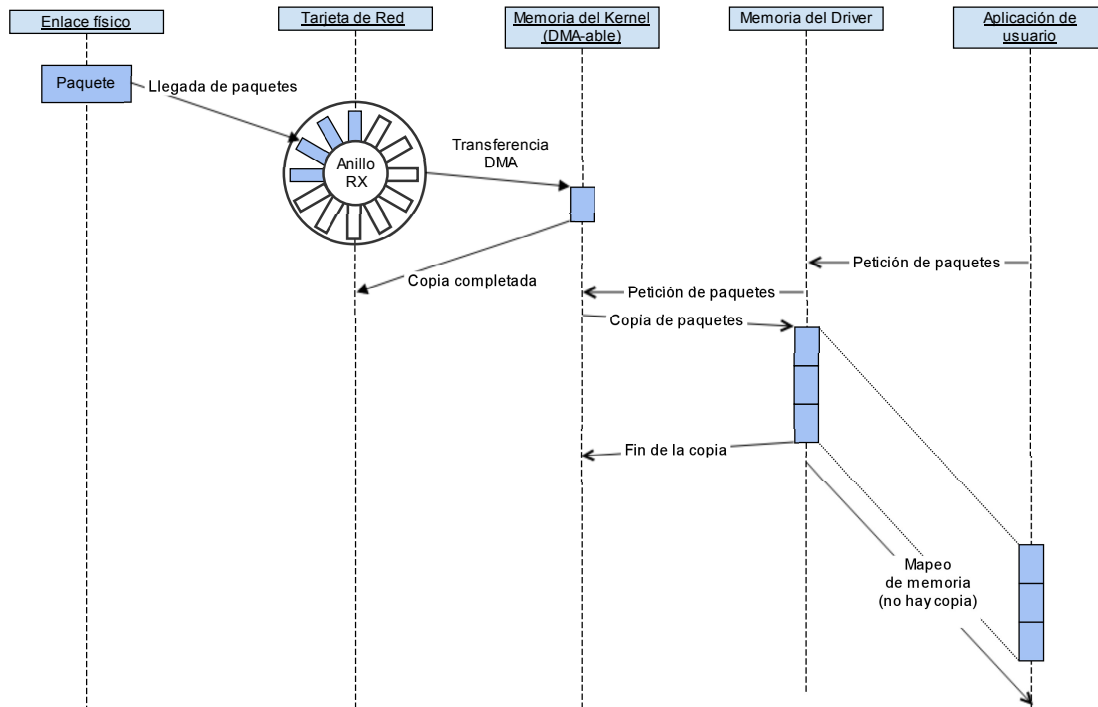 Enlace físico
Tarjeta de Red
Memoria del Kernel
(DMA-able)
Memoria del Driver
Aplicación de
usuario
Paquete
Llegada de paquetes
Anillo
RX
Transferencia
DMA
Copia completada
Petición de paquetes
Petición de paquetes
Copía de paquetes
Fin de la copia
Mapeo
de memoria
(no hay copia)